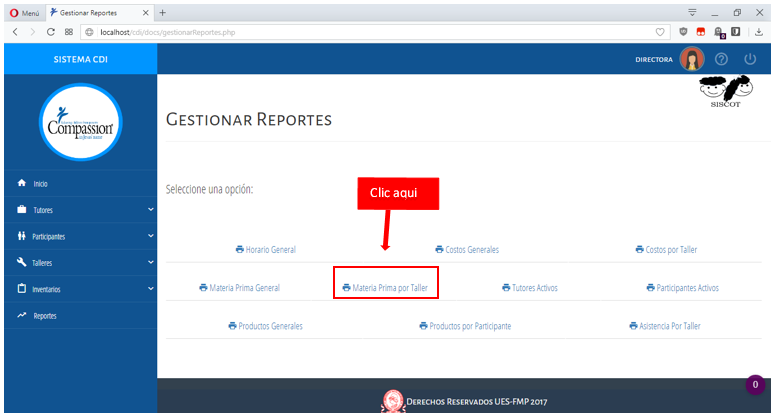 Menú
Gestionar Reportes
localhost/cdi/docs/gestionarReportes.php
SISTEMA CDI
DIRECTORA
SISCOT
Compassion
GESTIONAR REPORTES
Inicio
Tutores
Participantes
Talleres
Inventarios
Reportes
Seleccione una opción:
Clic aqui
Horario General
Costos Generales
Costos por Taller
Materia Prima General
Materia Prima por Taller
Tutores Activos
Participantes Activos
Productos Generales
Productos por Participante
Asistencia Por Taller
0
DERECHOS RESERVADOS UES-FMP 2017